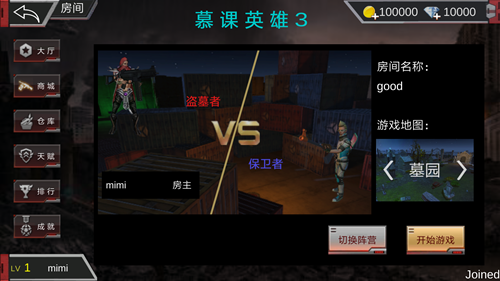 房间
慕课英雄3
100000
10000
大厅
商城
仓库
天赋
排行
成就
盗墓者
VS
保卫者
mimi 房主
房间名称:
good
游戏地图:
墓园
切换阵营
开始游戏
LV 1 mimi
Joined